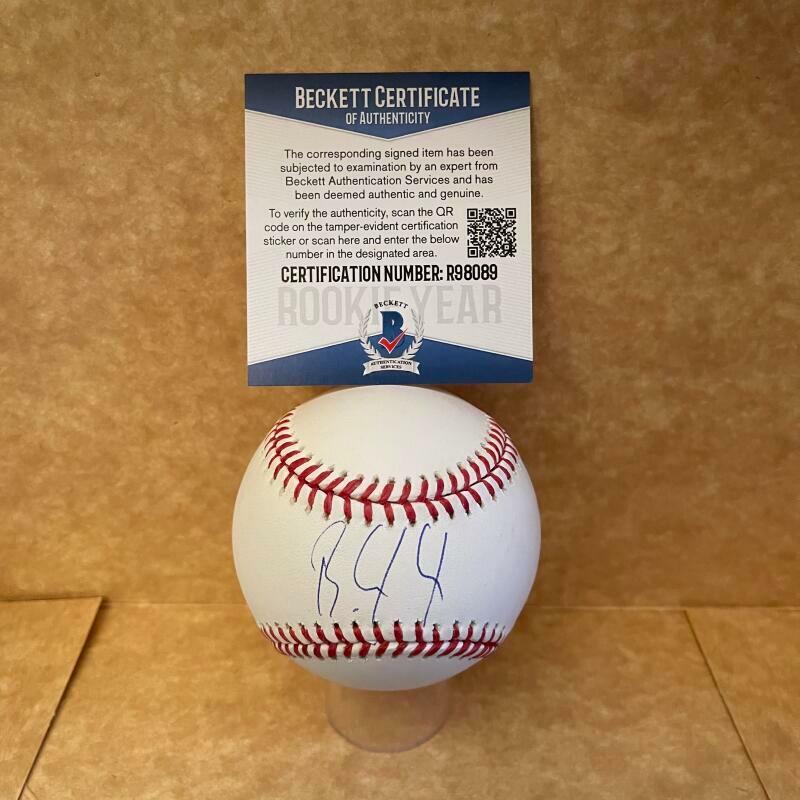 BECKETT CERTIFICATE
OF AUTHENTICITY
The corresponding signed item has been
subjected to examination by an expert from
Beckett Authentication Services and has
been deemed authentic and genuine.
To verify the authenticity, scan the QR
code on the tamper-evident certification
sticker or scan here and enter the below
number in the designated area.
CERTIFICATION NUMBER: R98089
ROOKIE YEAR
BECKETT
B
AUTHENTICATION
SERVICES